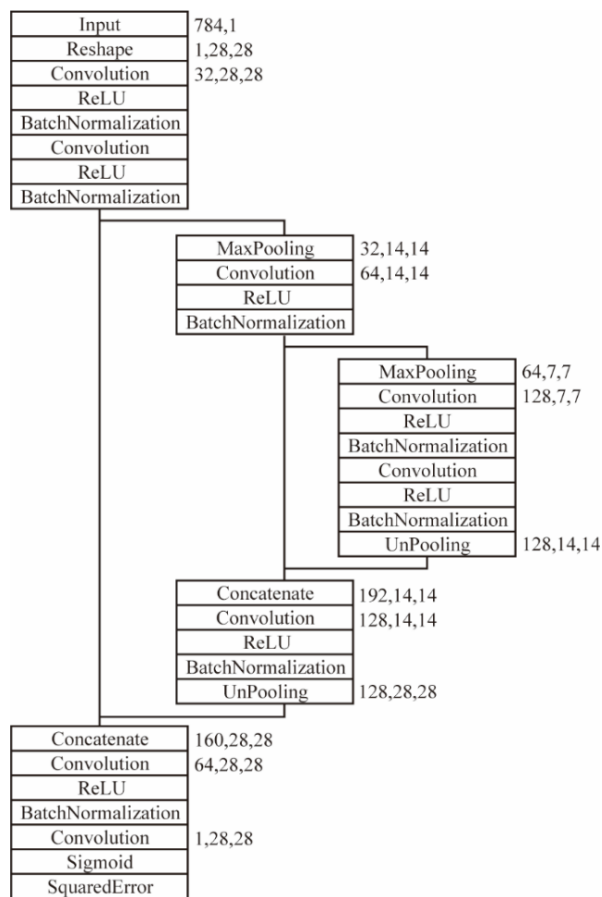 Input 784,1
Reshape 1,28,28
Convolution 32,28,28
ReLU
BatchNormalization
Convolution
ReLU
BatchNormalization
MaxPooling 32,14,14
Convolution 64,14,14
ReLU
BatchNormalization
MaxPooling 64,7,7
Convolution 128,7,7
ReLU
BatchNormalization
Convolution
ReLU
BatchNormalization
UnPooling 128,14,14
Concatenate 192,14,14
Convolution 128,14,14
ReLU
BatchNormalization
UnPooling 128,28,28
Concatenate 160,28,28
Convolution 64,28,28
ReLU
BatchNormalization
Convolution 1,28,28
Sigmoid
SquaredError